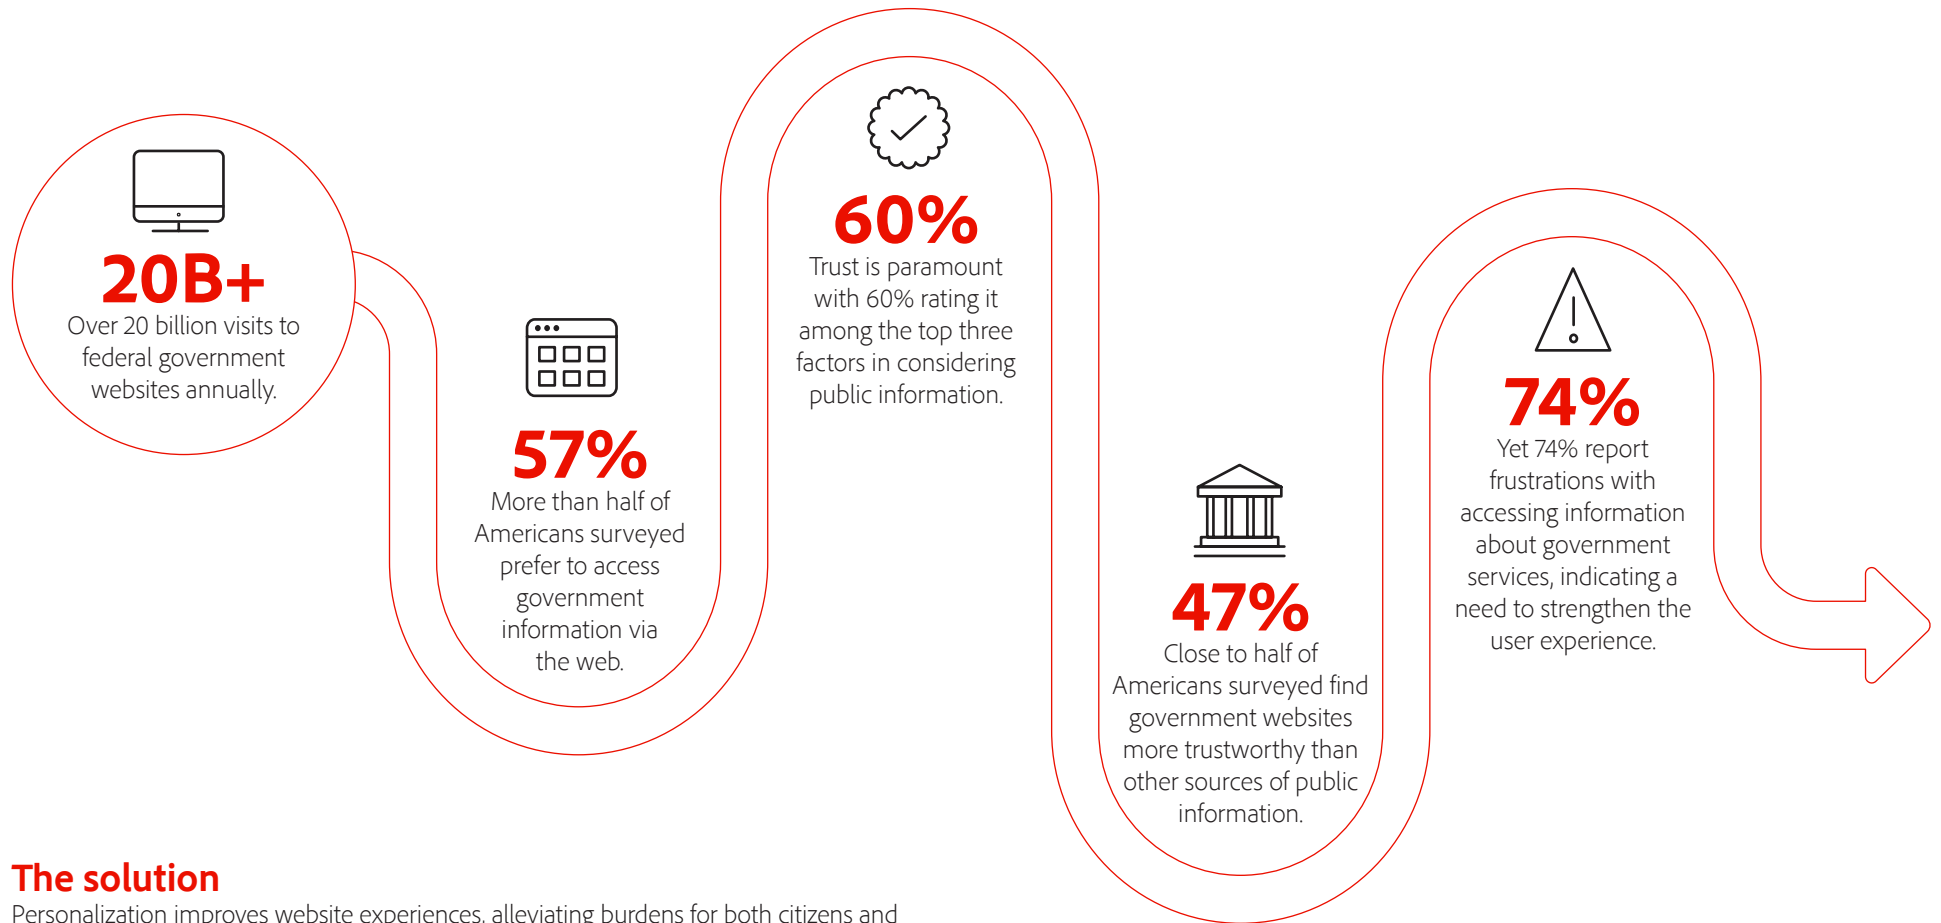 20B+
Over 20 billion visits to
federal government
websites annually.
57%
More than half of
Americans surveyed
prefer to access
government
information via
the web.
60%
Trust is paramount
with 60% rating it
among the top three
factors in considering
public information.
47%
Close to half of
Americans surveyed find
government websites
more trustworthy than
other sources of public
information.
74%
Yet 74% report
frustrations with
accessing information
about government
services, indicating a
need to strengthen the
user experience.
The solution
Personalization improves website experiences, alleviating burdens for both citizens and